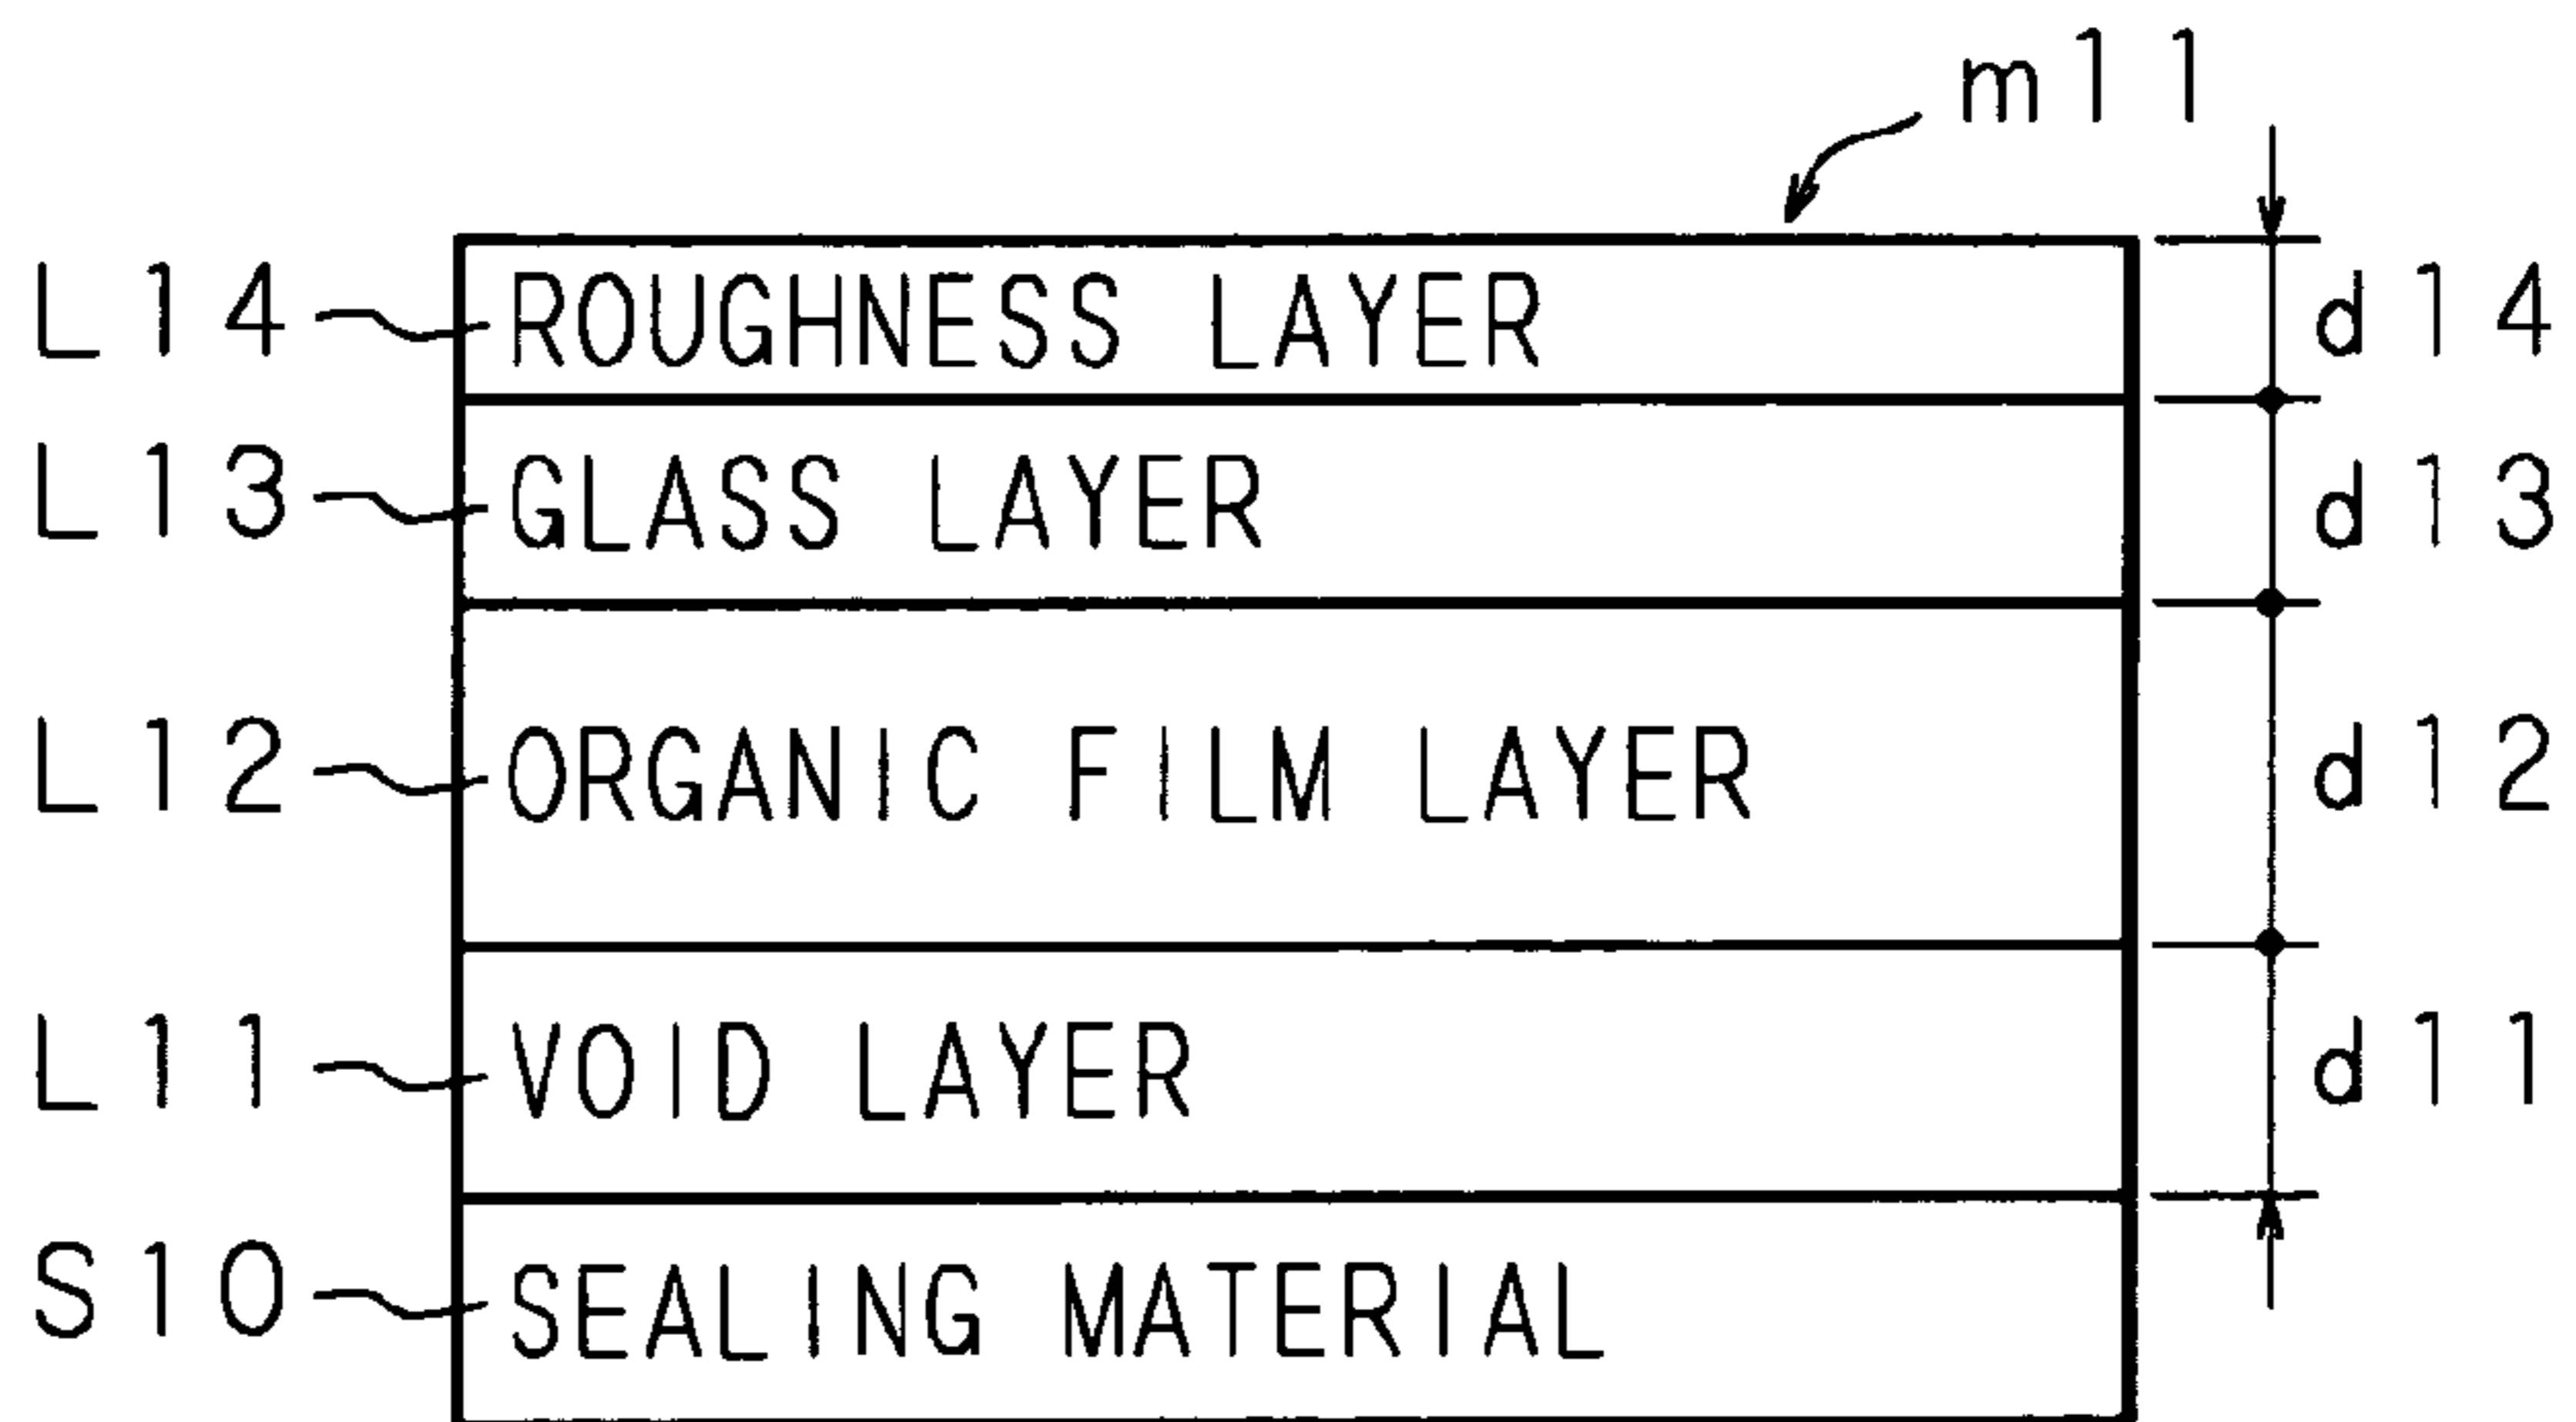 m11
L14 ROUGHNESS LAYER d14
L13 GLASS LAYER d13
L12 ORGANIC FILM LAYER d12
L11 VOID LAYER d11
S10 SEALING MATERIAL